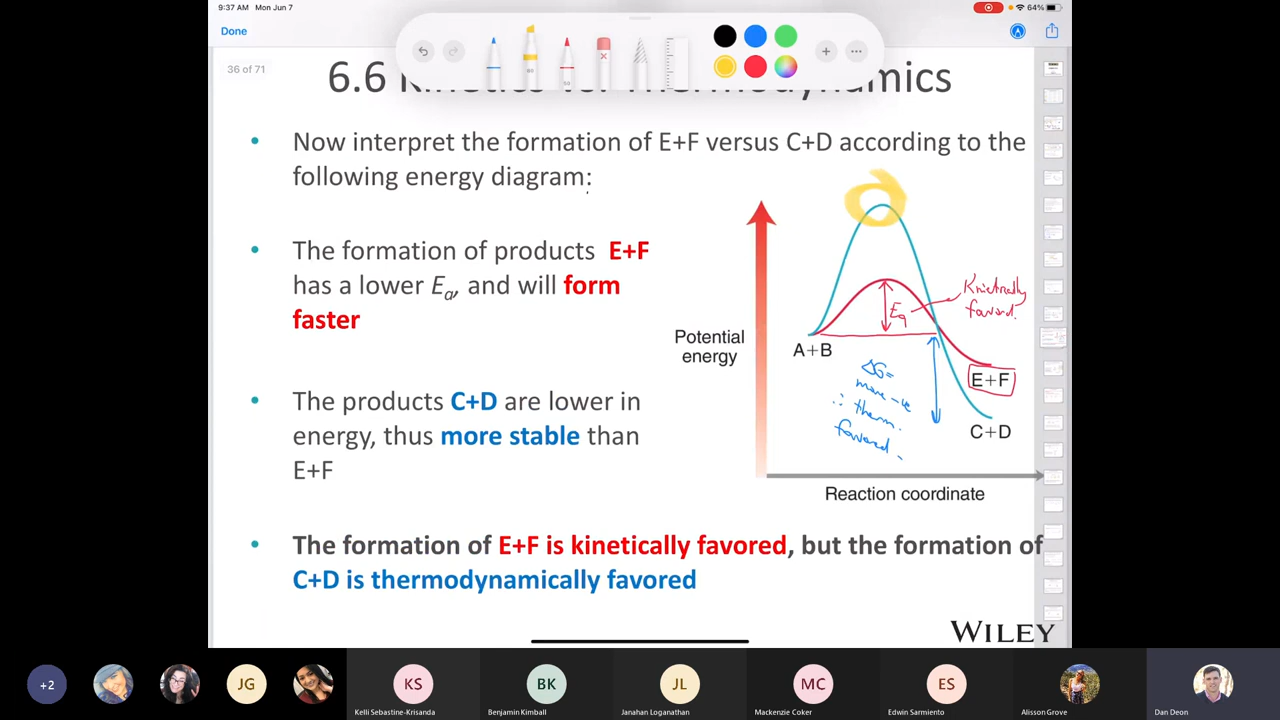 9:37 AM Mon Jun 7
64%
Done
36 of 71
6.6 Kinetics Thermodynamics
Now interpret the formation of E+F versus C+D according to the
following energy diagram:
The formation of products E+F
has a lower Ea, and will form
faster
The products C+D are lower in
energy, thus more stable than
E+F
The formation of E+F is kinetically favored, but the formation of
C+D is thermodynamically favored
Potential
energy
A+B
Ea
Kinetically
favored.
E+F
C+D
ΔG=
more -ve
∴ therm.
favored.
Reaction coordinate
WILEY
+2
JG
KS
BK
JL
MC
ES
Kelli Sebastine-Krisanda
Benjamin Kimball
Janahan Loganathan
Mackenzie Coker
Edwin Sarmiento
Alisson Grove
Dan Deon